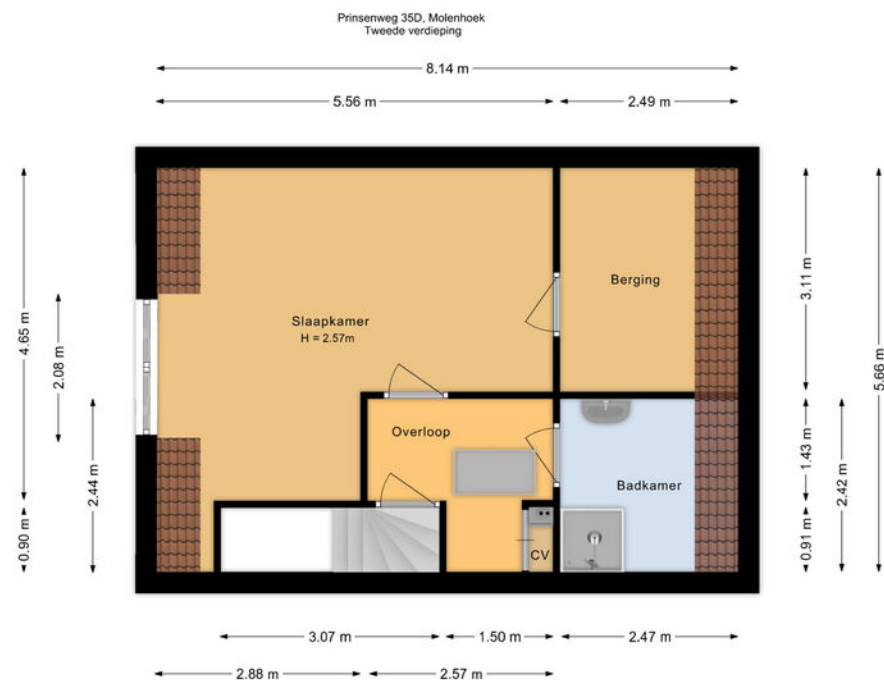 Prinsenweg 35D, Molenhoek
Tweede verdieping
8.14 m
5.56 m
2.49 m
4.65 m
2.08 m
2.44 m
0.90 m
Slaapkamer
H = 2.57m
Berging
Overloop
Badkamer
CV
3.11 m
1.43 m
0.91 m
2.42 m
5.66 m
3.07 m
1.50 m
2.47 m
2.88 m
2.57 m